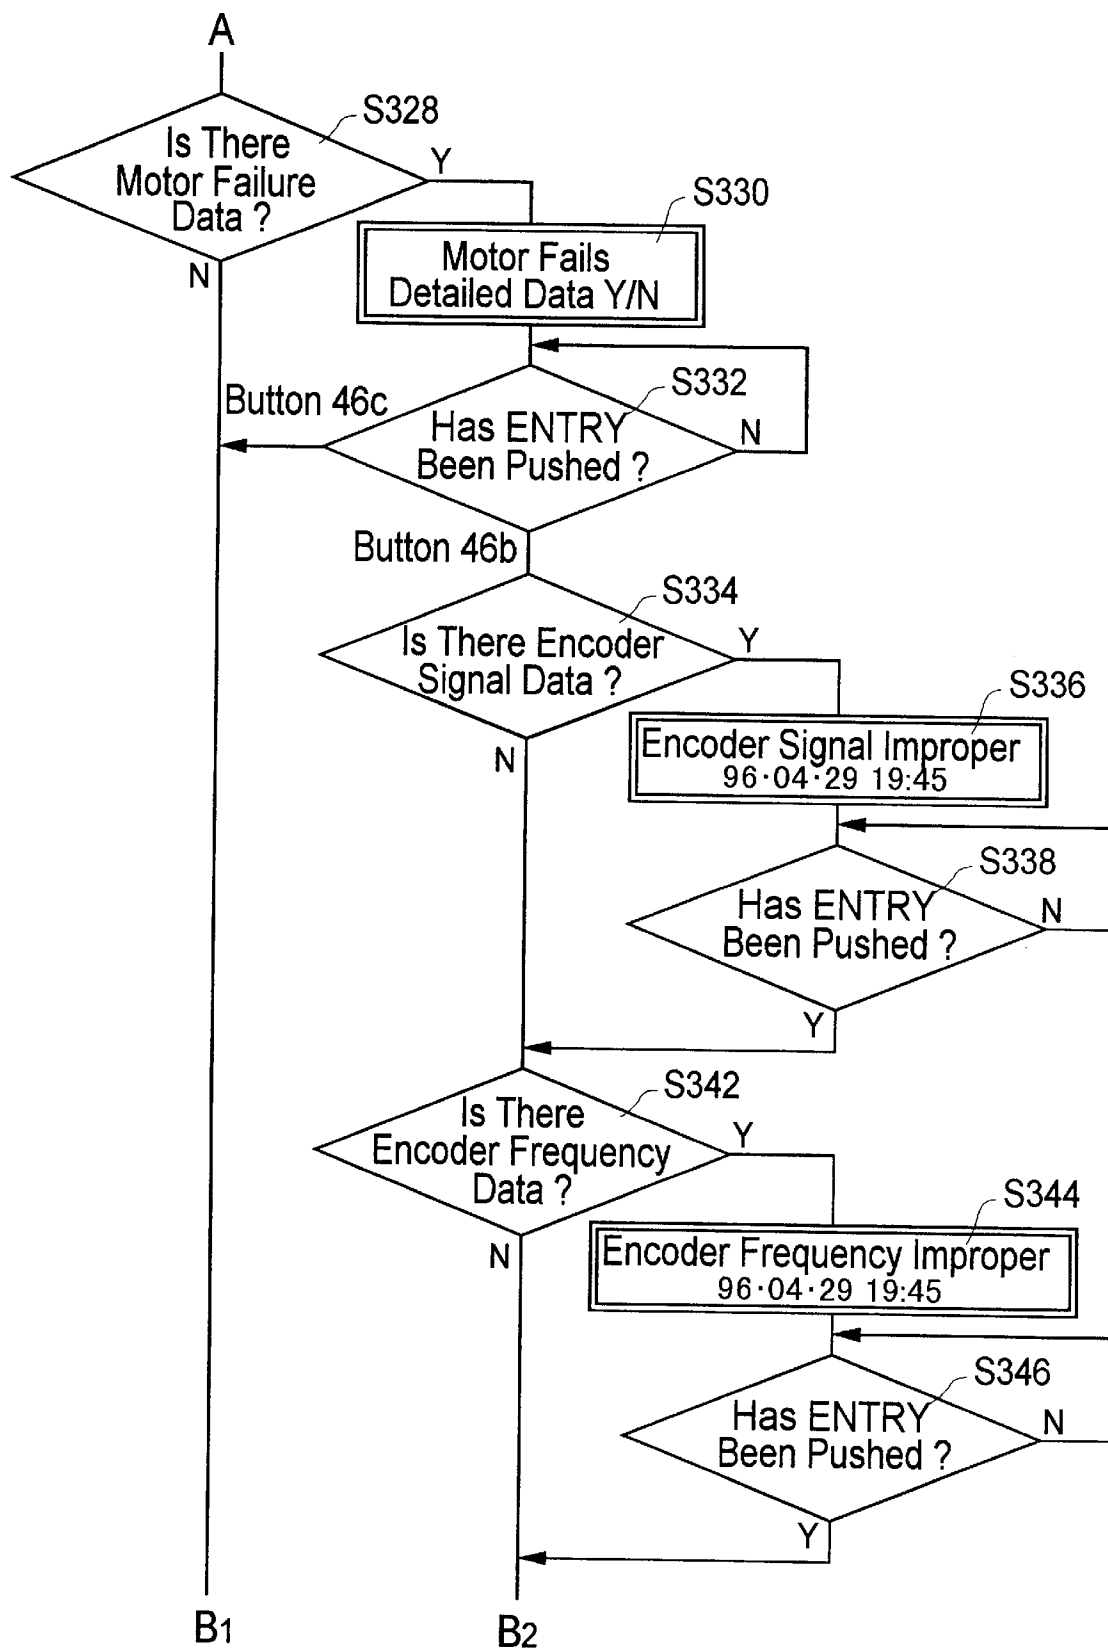 A
S328
Is There
Motor Failure
Data ?
Y
N
S330
Motor Fails
Detailed Data Y/N
Button 46c
S332
Has ENTRY
Been Pushed ?
N
Button 46b
S334
Is There Encoder
Signal Data ?
Y
N
S336
Encoder Signal Improper
96·04·29 19:45
S338
Has ENTRY
Been Pushed ?
N
Y
S342
Is There
Encoder Frequency
Data ?
Y
N
S344
Encoder Frequency Improper
96·04·29 19:45
S346
Has ENTRY
Been Pushed ?
N
Y
B1
B2